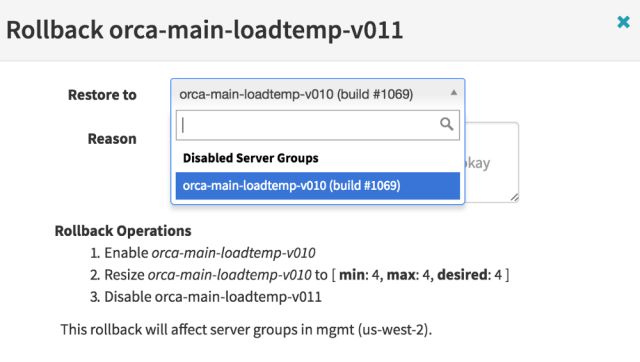 Rollback orca-main-loadtemp-v011
Restore to
orca-main-loadtemp-v010 (build #1069)
Reason
Disabled Server Groups
orca-main-loadtemp-v010 (build #1069)
Rollback Operations
1. Enable orca-main-loadtemp-v010
2. Resize orca-main-loadtemp-v010 to [ min: 4, max: 4, desired: 4 ]
3. Disable orca-main-loadtemp-v011
This rollback will affect server groups in mgmt (us-west-2).